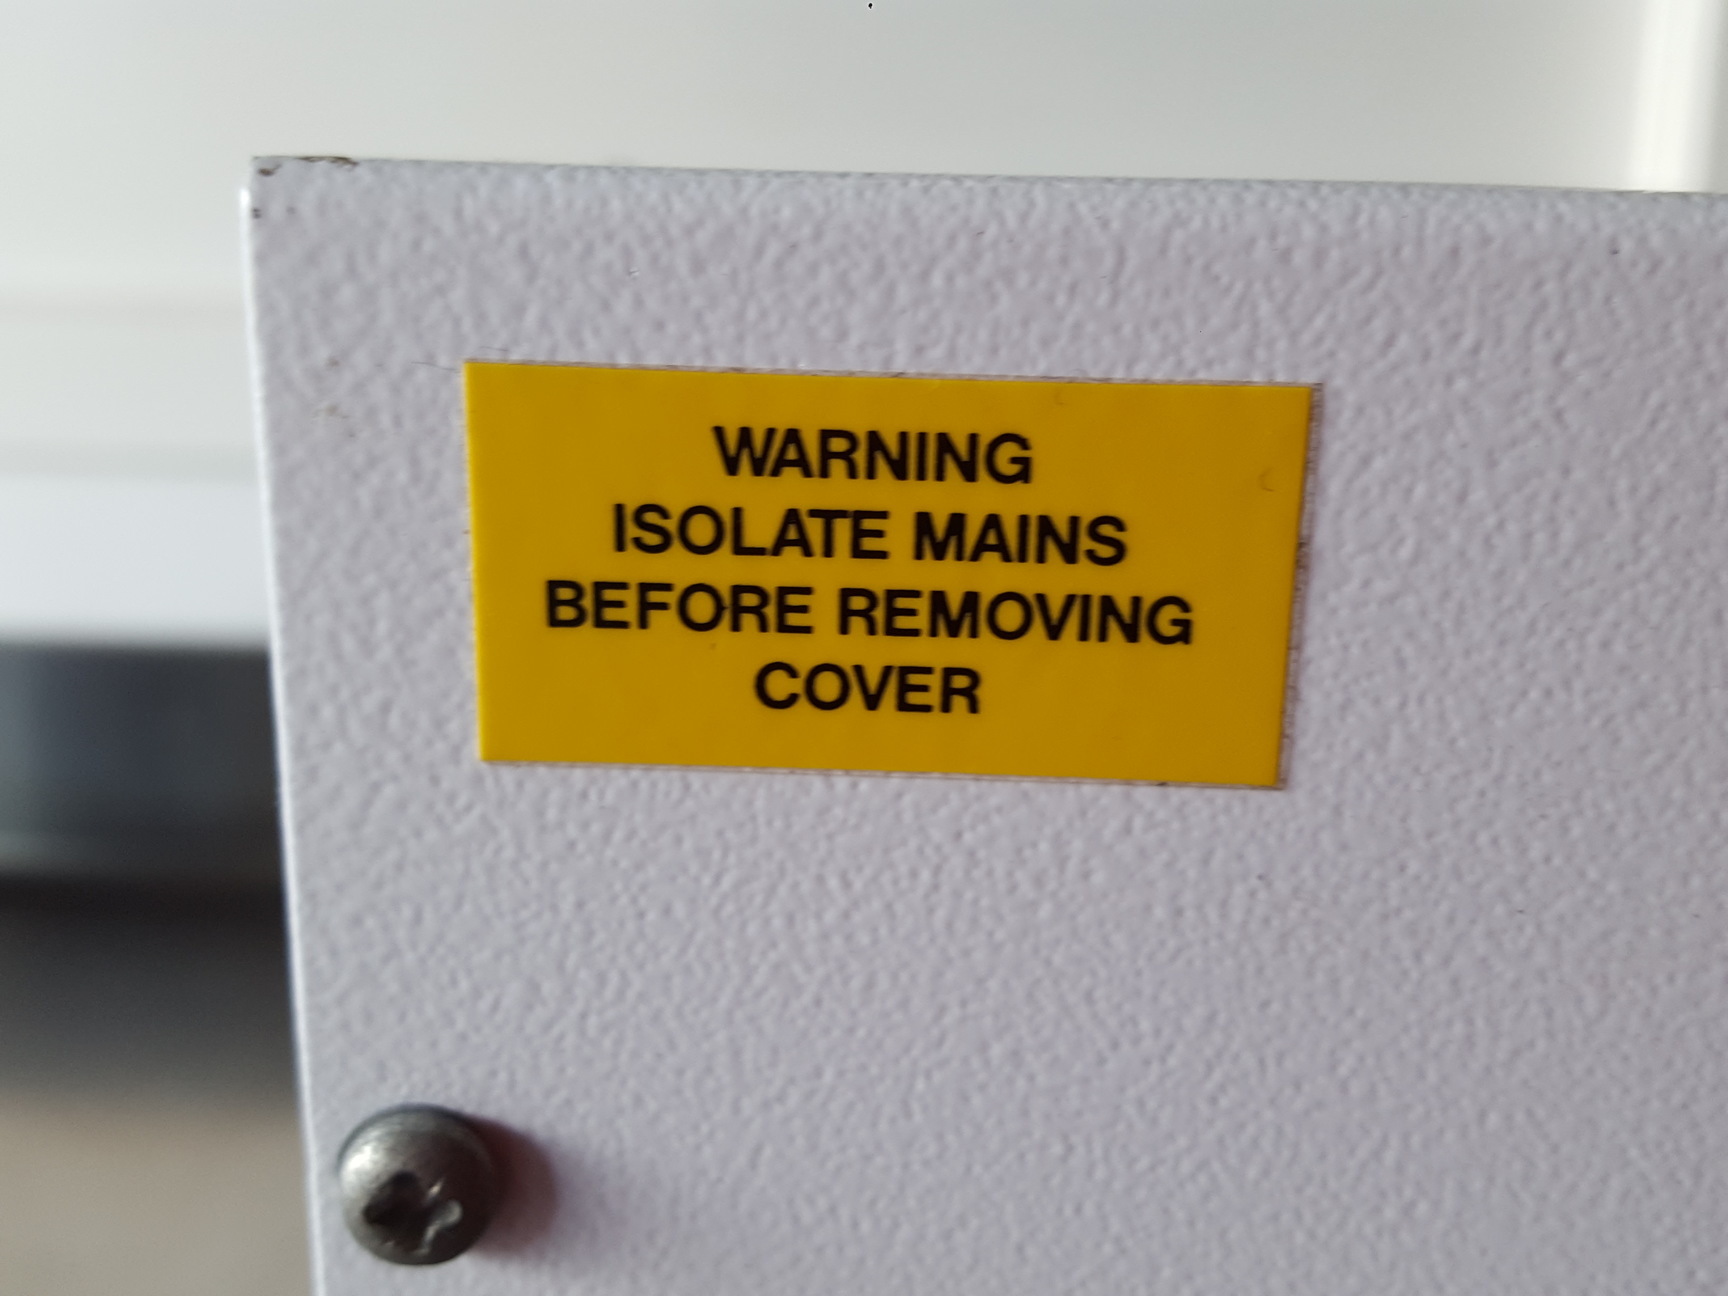 WARNING
ISOLATE MAINS
BEFORE REMOVING
COVER